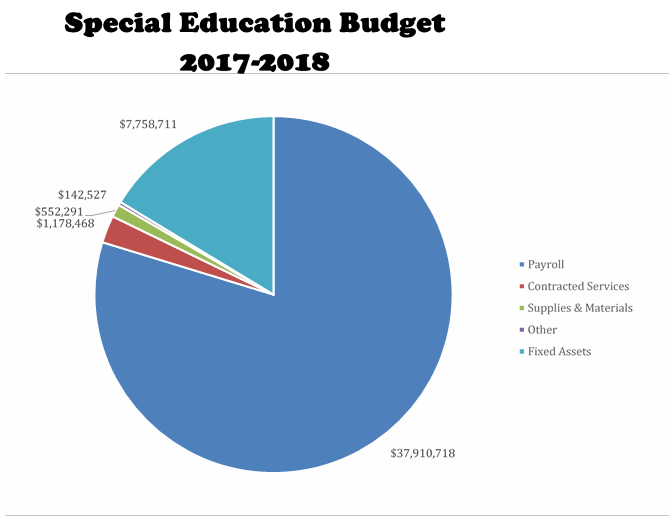 Special Education Budget
2017-2018
$7,758,711
$142,527
$552,291
$1,178,468
Payroll
Contracted Services
Supplies & Materials
Other
Fixed Assets
$37,910,718